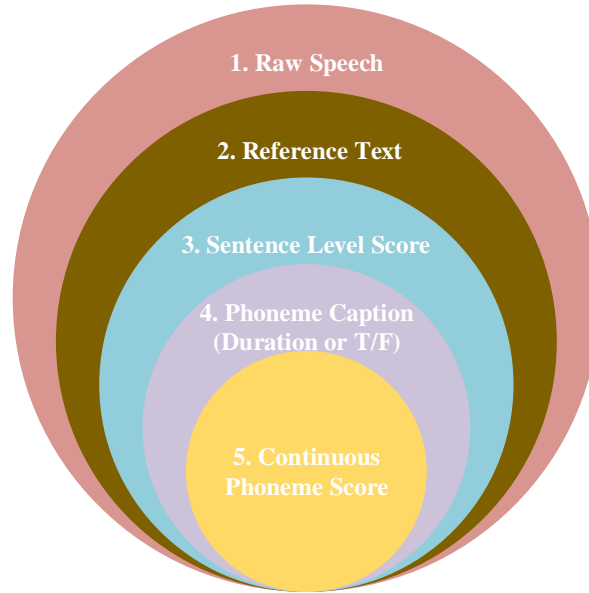 1. Raw Speech
2. Reference Text
3. Sentence Level Score
4. Phoneme Caption
(Duration or T/F)
5. Continuous
Phoneme Score